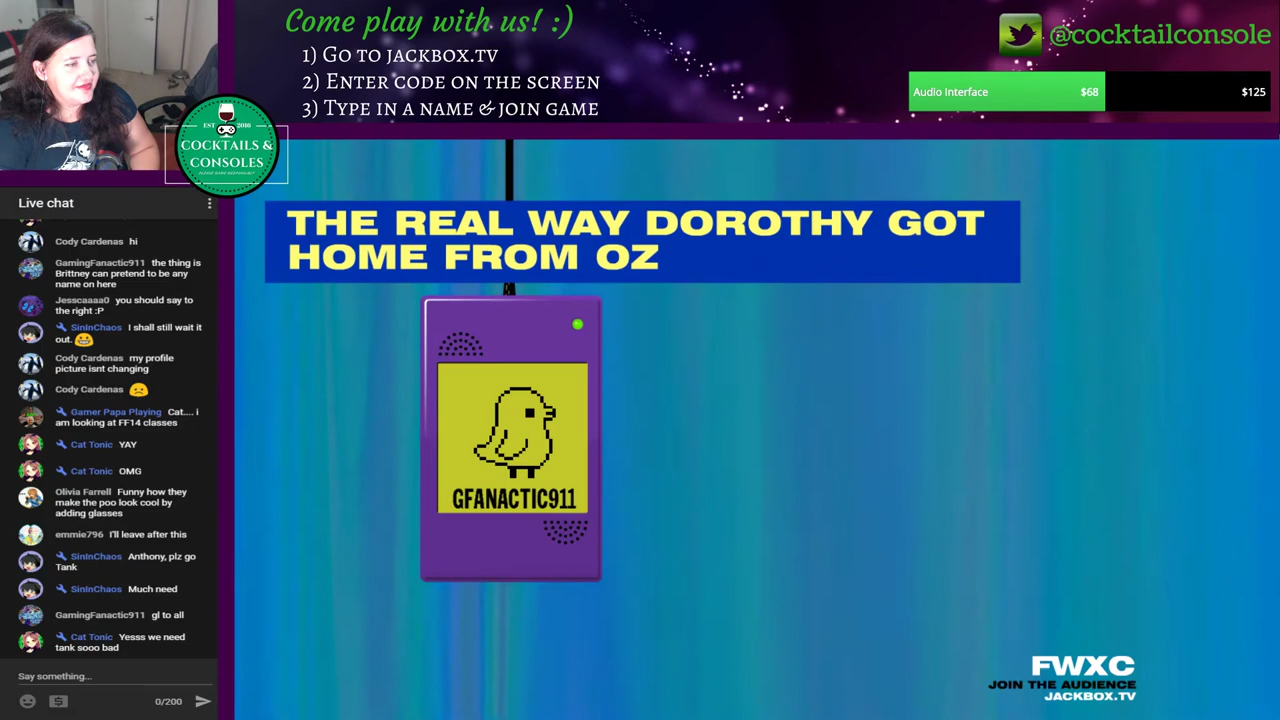 Come play with us! :)
1) Go to jackbox.tv
2) Enter code on the screen
3) Type in a name & join game
@cocktailconsole
Audio Interface $68 $125
EST 2016
COCKTAILS &
CONSOLES
PLEASE GAME RESPONSIBLY
Live chat
Cody Cardenas hi
GamingFanactic911 the thing is
Brittney can pretend to be any
name on here
Jesscaaaa0 you should say to
the right :P
SinInChaos I shall still wait it
out.
Cody Cardenas my profile
picture isnt changing
Cody Cardenas
Gamer Papa Playing Cat.... i
am looking at FF14 classes
Cat Tonic YAY
Cat Tonic OMG
Olivia Farrell Funny how they
make the poo look cool by
adding glasses
emmie796 I'll leave after this
SinInChaos Anthony, plz go
Tank
SinInChaos Much need
GamingFanactic911 gl to all
Cat Tonic Yesss we need
tank sooo bad
Say something...
0/200
THE REAL WAY DOROTHY GOT
HOME FROM OZ
GFANACTIC911
FWXC
JOIN THE AUDIENCE
JACKBOX.TV